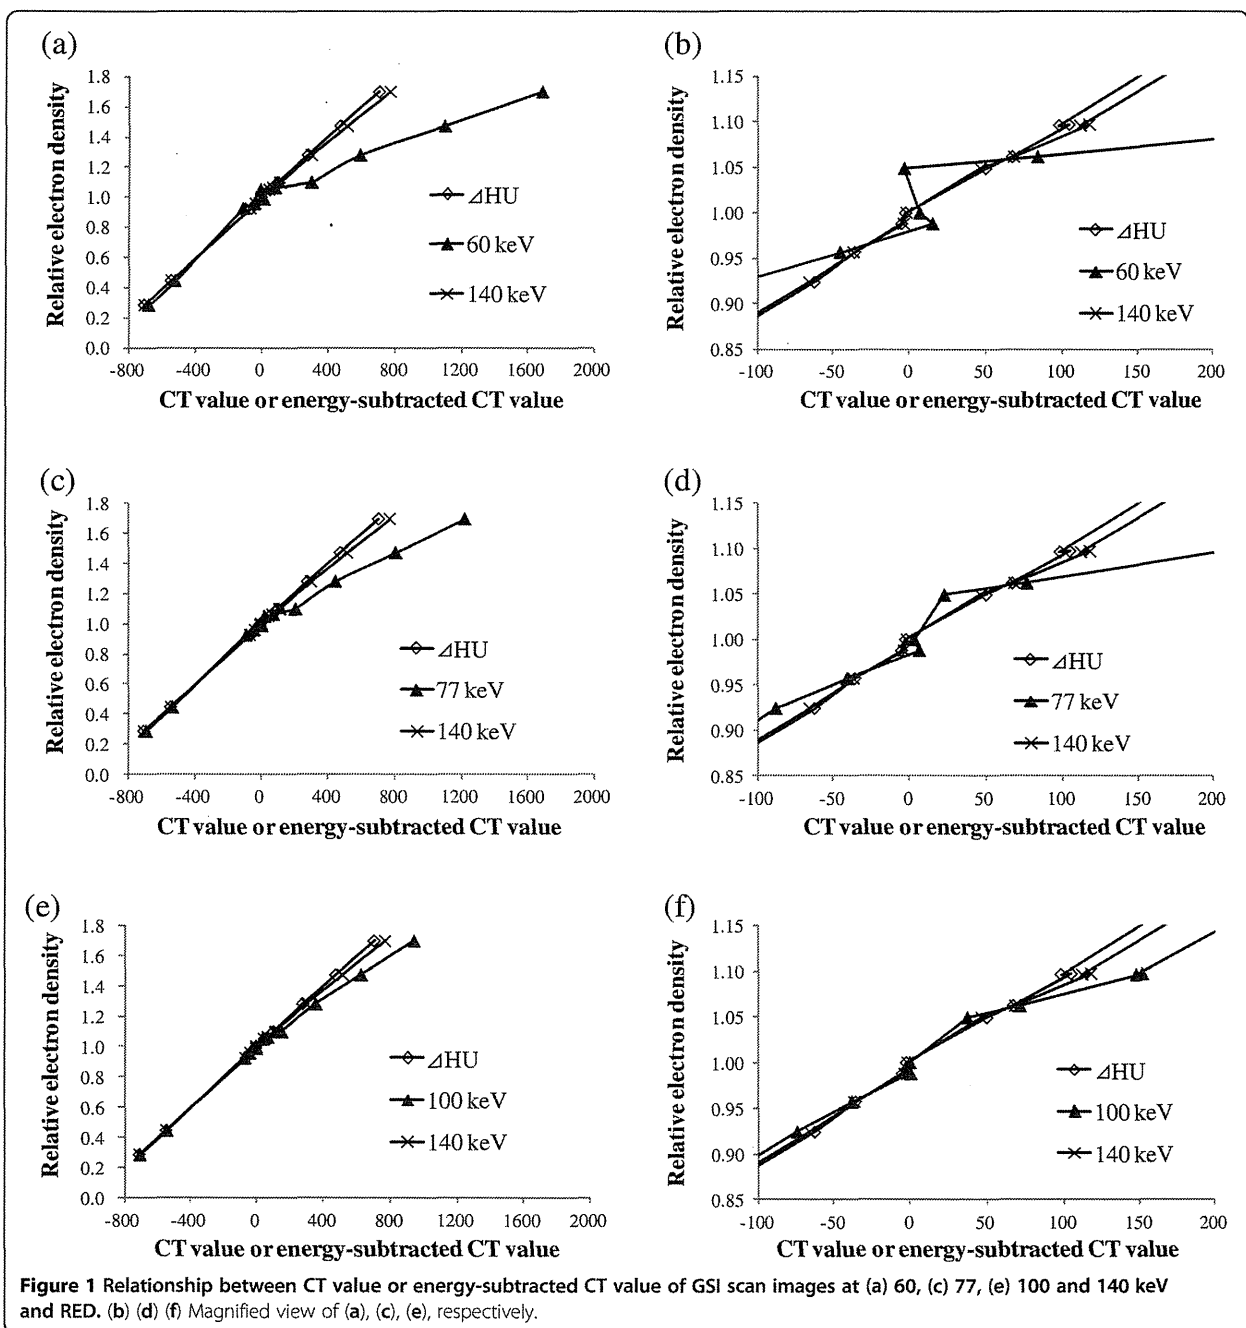 (a)
Relative electron density
1.8
1.6
1.4
1.2
1.0
0.8
0.6
0.4
0.2
0.0
-800 -400 0 400 800 1200 1600 2000
CT value or energy-subtracted CT value
⊿HU
60 keV
140 keV
(b)
Relative electron density
1.15
1.10
1.05
1.00
0.95
0.90
0.85
-100 -50 0 50 100 150 200
CT value or energy-subtracted CT value
⊿HU
60 keV
140 keV
(c)
Relative electron density
1.8
1.6
1.4
1.2
1.0
0.8
0.6
0.4
0.2
0.0
-800 -400 0 400 800 1200 1600 2000
CT value or energy-subtracted CT value
⊿HU
77 keV
140 keV
(d)
Relative electron density
1.15
1.10
1.05
1.00
0.95
0.90
0.85
-100 -50 0 50 100 150 200
CT value or energy-subtracted CT value
⊿HU
77 keV
140 keV
(e)
Relative electron density
1.8
1.6
1.4
1.2
1.0
0.8
0.6
0.4
0.2
0.0
-800 -400 0 400 800 1200 1600 2000
CT value or energy-subtracted CT value
⊿HU
100 keV
140 keV
(f)
Relative electron density
1.15
1.10
1.05
1.00
0.95
0.90
0.85
-100 -50 0 50 100 150 200
CT value or energy-subtracted CT value
⊿HU
100 keV
140 keV
Figure 1 Relationship between CT value or energy-subtracted CT value of GSI scan images at (a) 60, (c) 77, (e) 100 and 140 keV
and RED. (b) (d) (f) Magnified view of (a), (c), (e), respectively.